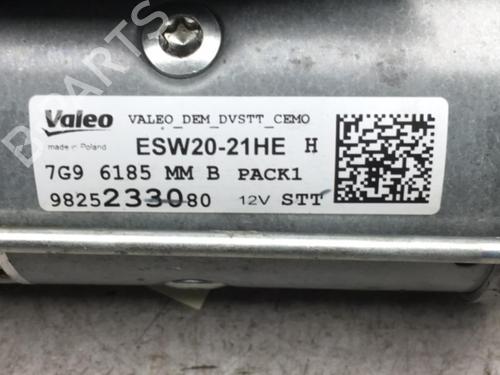 Valeo
VALEO_DEM_DVSTT_CEMO
made in Poland
ESW20-21HE H
7G9 6185 MM B PACK1
9825233080 12V STT